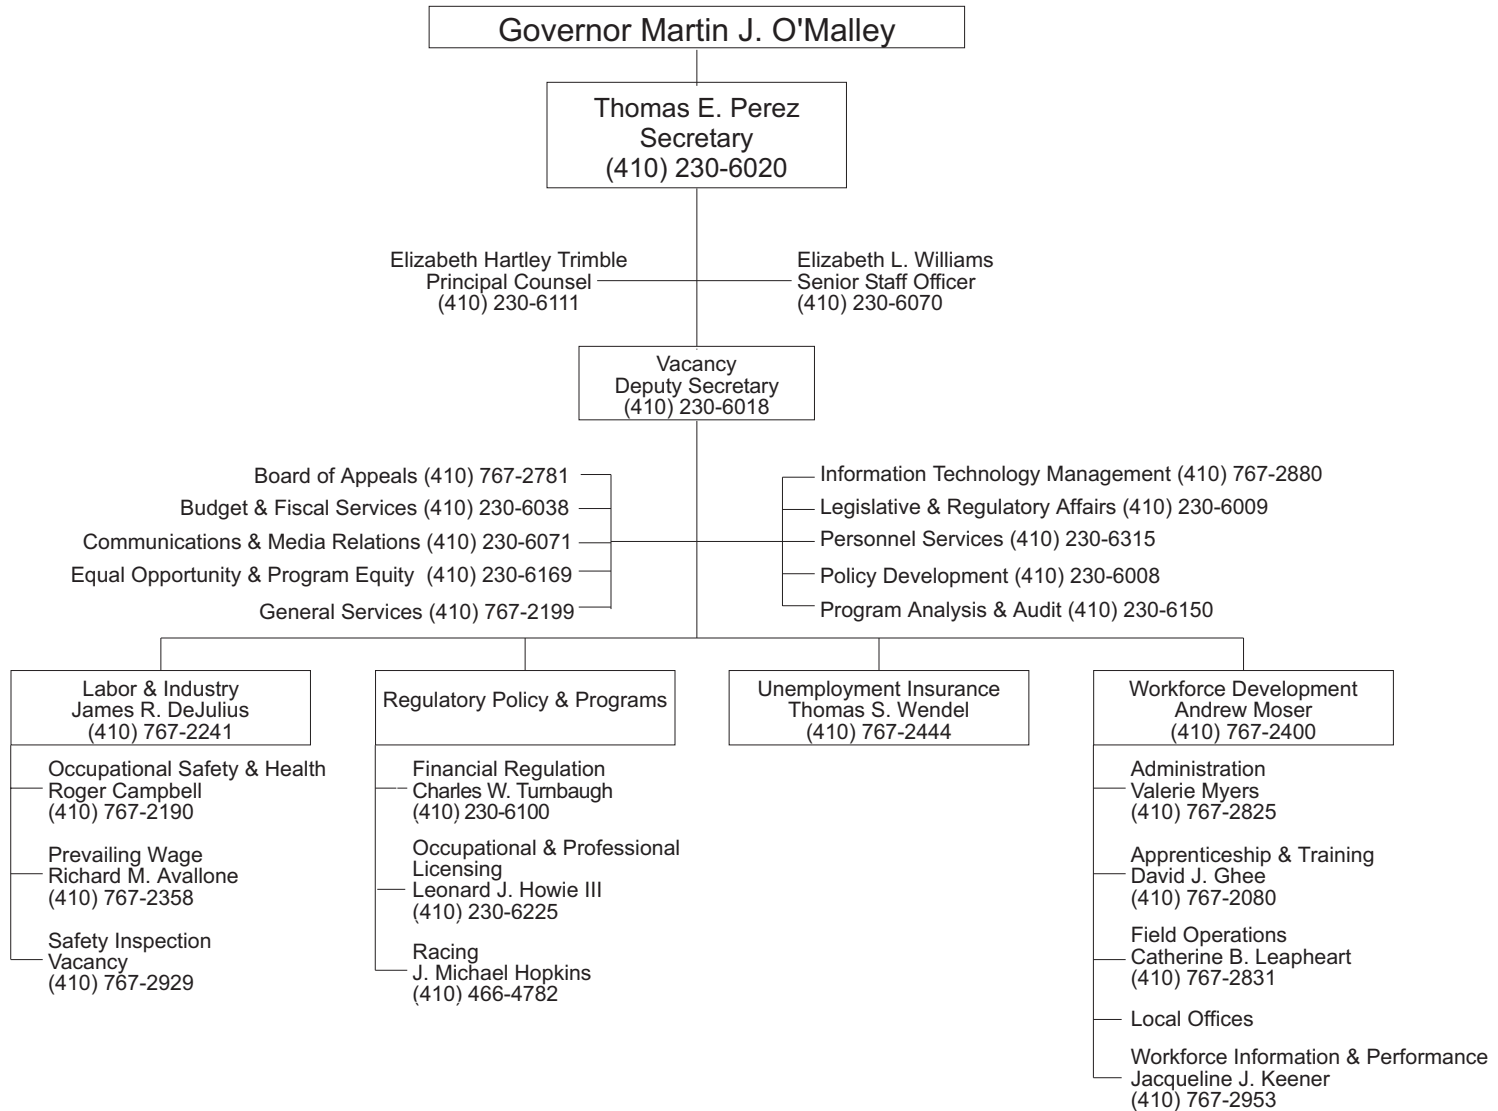 Governor Martin J. O'Malley
Thomas E. Perez
Secretary
(410) 230-6020
Elizabeth Hartley Trimble
Principal Counsel
(410) 230-6111
Elizabeth L. Williams
Senior Staff Officer
(410) 230-6070
Vacancy
Deputy Secretary
(410) 230-6018
Board of Appeals (410) 767-2781
Budget & Fiscal Services (410) 230-6038
Communications & Media Relations (410) 230-6071
Equal Opportunity & Program Equity (410) 230-6169
General Services (410) 767-2199
Information Technology Management (410) 767-2880
Legislative & Regulatory Affairs (410) 230-6009
Personnel Services (410) 230-6315
Policy Development (410) 230-6008
Program Analysis & Audit (410) 230-6150
Labor & Industry
James R. DeJulius
(410) 767-2241
Occupational Safety & Health
Roger Campbell
(410) 767-2190
Prevailing Wage
Richard M. Avallone
(410) 767-2358
Safety Inspection
Vacancy
(410) 767-2929
Regulatory Policy & Programs
Financial Regulation
Charles W. Turnbaugh
(410) 230-6100
Occupational & Professional
Licensing
Leonard J. Howie III
(410) 230-6225
Racing
J. Michael Hopkins
(410) 466-4782
Unemployment Insurance
Thomas S. Wendel
(410) 767-2444
Workforce Development
Andrew Moser
(410) 767-2400
Administration
Valerie Myers
(410) 767-2825
Apprenticeship & Training
David J. Ghee
(410) 767-2080
Field Operations
Catherine B. Leapheart
(410) 767-2831
Local Offices
Workforce Information & Performance
Jacqueline J. Keener
(410) 767-2953